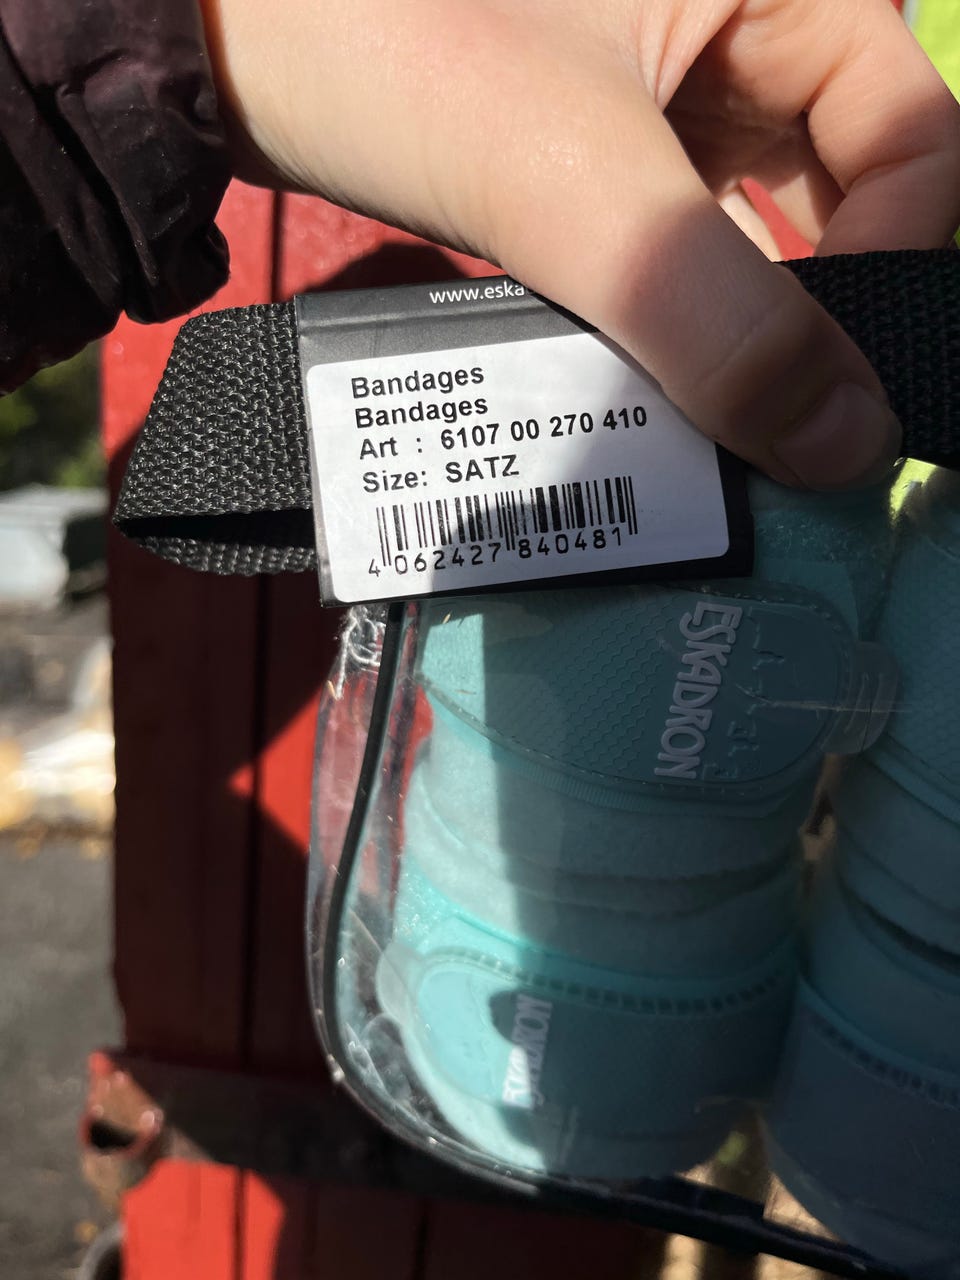 www.eska
Bandages
Bandages
Art : 6107 00 270 410
Size: SATZ
4 062427 840481
ESKADRON
ESKADRON